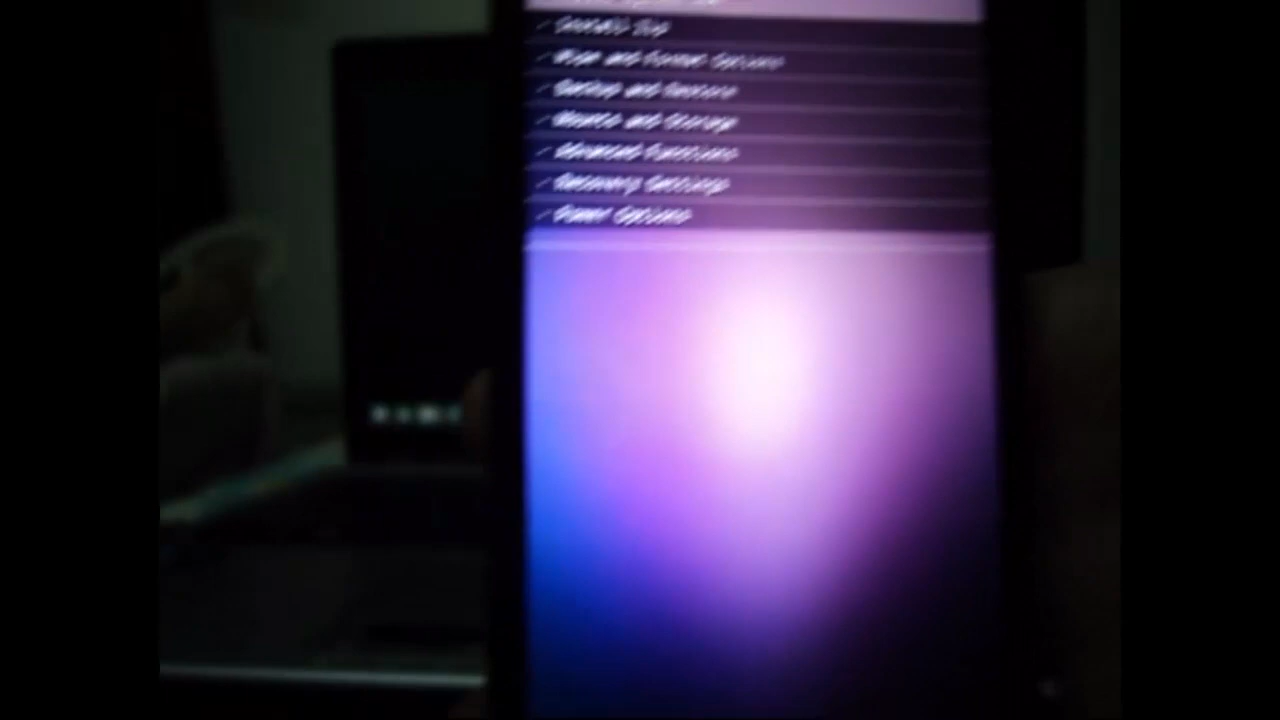 - Install Zip
- Wipe and Format Options
- Backup and Restore
- Mounts and Storage
- Advanced Functions
- Recovery Settings
- Power Options